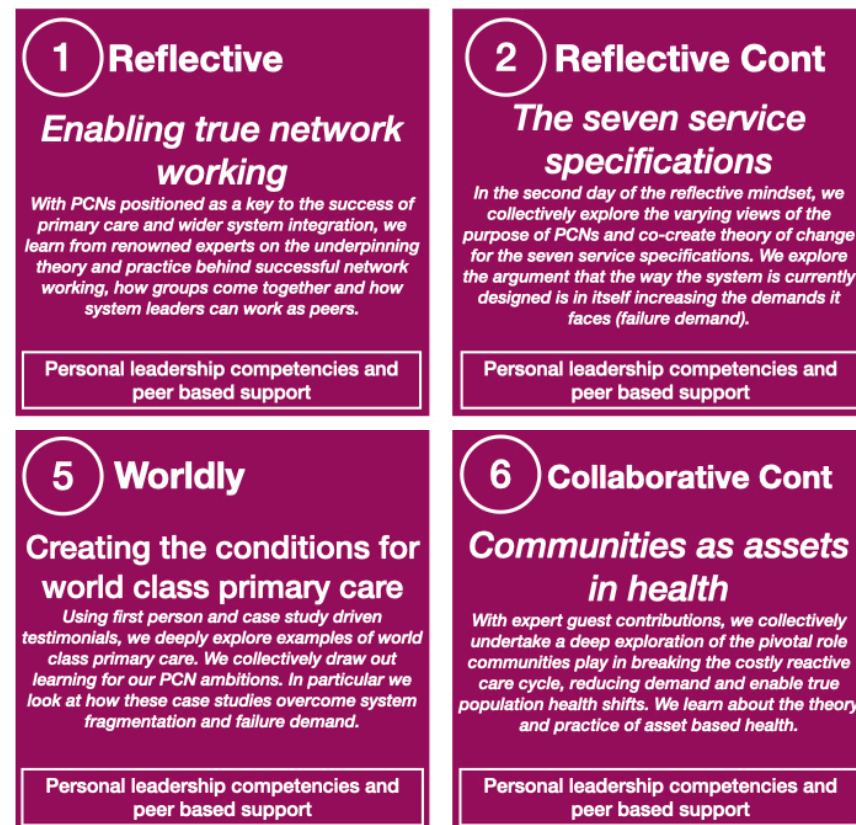 1 Reflective
Enabling true network
working
With PCNs positioned as a key to the success of
primary care and wider system integration, we
learn from renowned experts on the underpinning
theory and practice behind successful network
working, how groups come together and how
system leaders can work as peers.
Personal leadership competencies and
peer based support
2 Reflective Cont
The seven service
specifications
In the second day of the reflective mindset, we
collectively explore the varying views of the
purpose of PCNs and co-create theory of change
for the seven service specifications. We explore
the argument that the way the system is currently
designed is in itself increasing the demands it
faces (failure demand).
Personal leadership competencies and
peer based support
5 Worldly
Creating the conditions for
world class primary care
Using first person and case study driven
testimonials, we deeply explore examples of world
class primary care. We collectively draw out
learning for our PCN ambitions. In particular we
look at how these case studies overcome system
fragmentation and failure demand.
Personal leadership competencies and
peer based support
6 Collaborative Cont
Communities as assets
in health
With expert guest contributions, we collectively
undertake a deep exploration of the pivotal role
communities play in breaking the costly reactive
care cycle, reducing demand and enable true
population health shifts. We learn about the theory
and practice of asset based health.
Personal leadership competencies and
peer based support